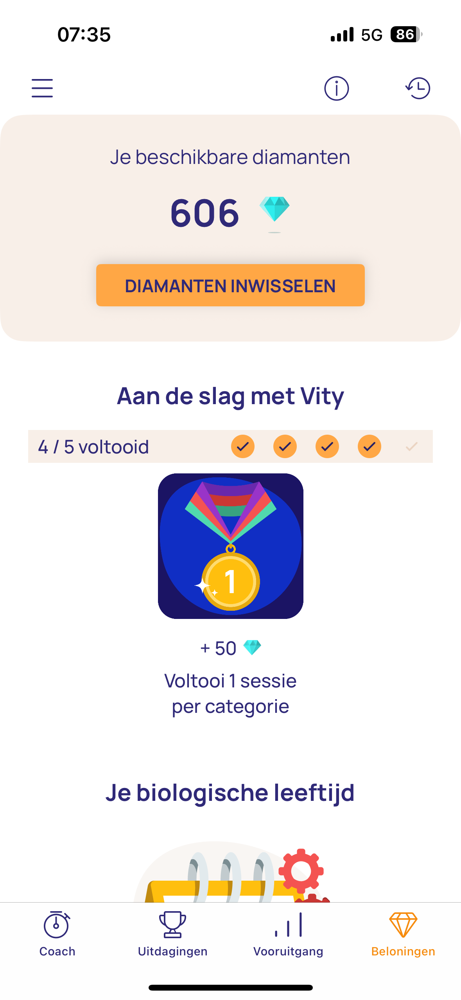 07:35
5G
86
Je beschikbare diamanten
606
DIAMANTEN INWISSELEN
Aan de slag met Vity
4 / 5 voltooid
1
+ 50
Voltooi 1 sessie
per categorie
Je biologische leeftijd
Coach
Uitdagingen
Vooruitgang
Beloningen